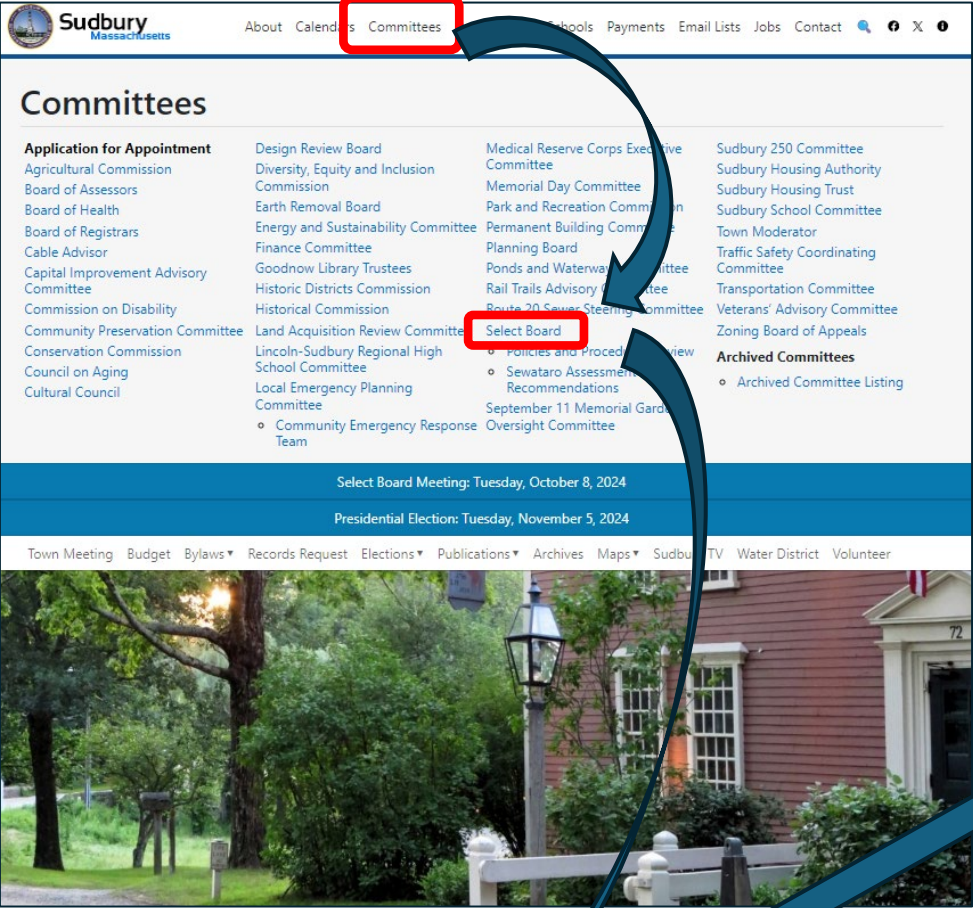 Sudbury
Massachusetts
About Calendars Committees Schools Payments Email Lists Jobs Contact
Committees
Application for Appointment
Agricultural Commission
Board of Assessors
Board of Health
Board of Registrars
Cable Advisor
Capital Improvement Advisory
Committee
Commission on Disability
Community Preservation Committee
Conservation Commission
Council on Aging
Cultural Council
Design Review Board
Diversity, Equity and Inclusion
Commission
Earth Removal Board
Energy and Sustainability Committee
Finance Committee
Goodnow Library Trustees
Historic Districts Commission
Historical Commission
Land Acquisition Review Committee
Lincoln-Sudbury Regional High
School Committee
Local Emergency Planning
Committee
Community Emergency Response
Team
Medical Reserve Corps Executive
Committee
Memorial Day Committee
Park and Recreation Commission
Permanent Building Committee
Planning Board
Ponds and Waterways Committee
Rail Trails Advisory Committee
Route 20 Sewer Steering Committee
Select Board
Policies and Procedures Review
Sewataro Assessment
Recommendations
September 11 Memorial Garden
Oversight Committee
Sudbury 250 Committee
Sudbury Housing Authority
Sudbury Housing Trust
Sudbury School Committee
Town Moderator
Traffic Safety Coordinating
Committee
Transportation Committee
Veterans' Advisory Committee
Zoning Board of Appeals
Archived Committees
Archived Committee Listing
Select Board Meeting: Tuesday, October 8, 2024
Presidential Election: Tuesday, November 5, 2024
Town Meeting Budget Bylaws▾ Records Request Elections▾ Publications▾ Archives Maps▾ Sudbury TV Water District Volunteer
72